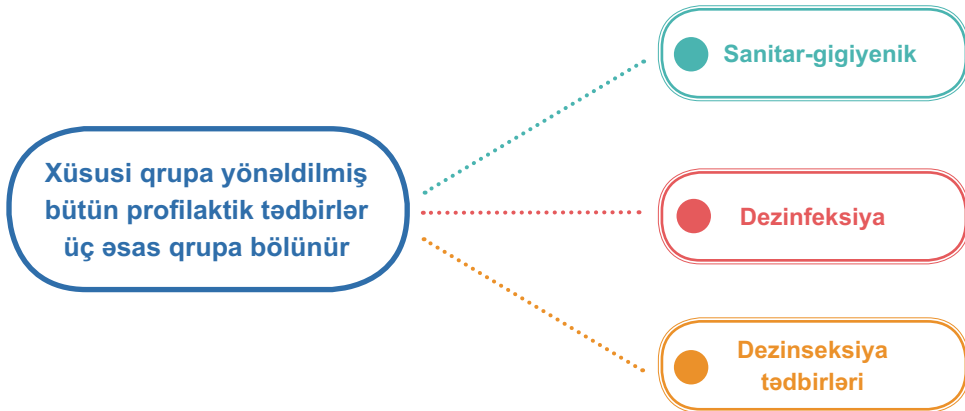 Xüsusi qrupa yönəldilmiş
bütün profilaktik tədbirlər
üç əsas qrupa bölünür
Sanitar-gigiyenik
Dezinfeksiya
Dezinseksiya
tədbirləri